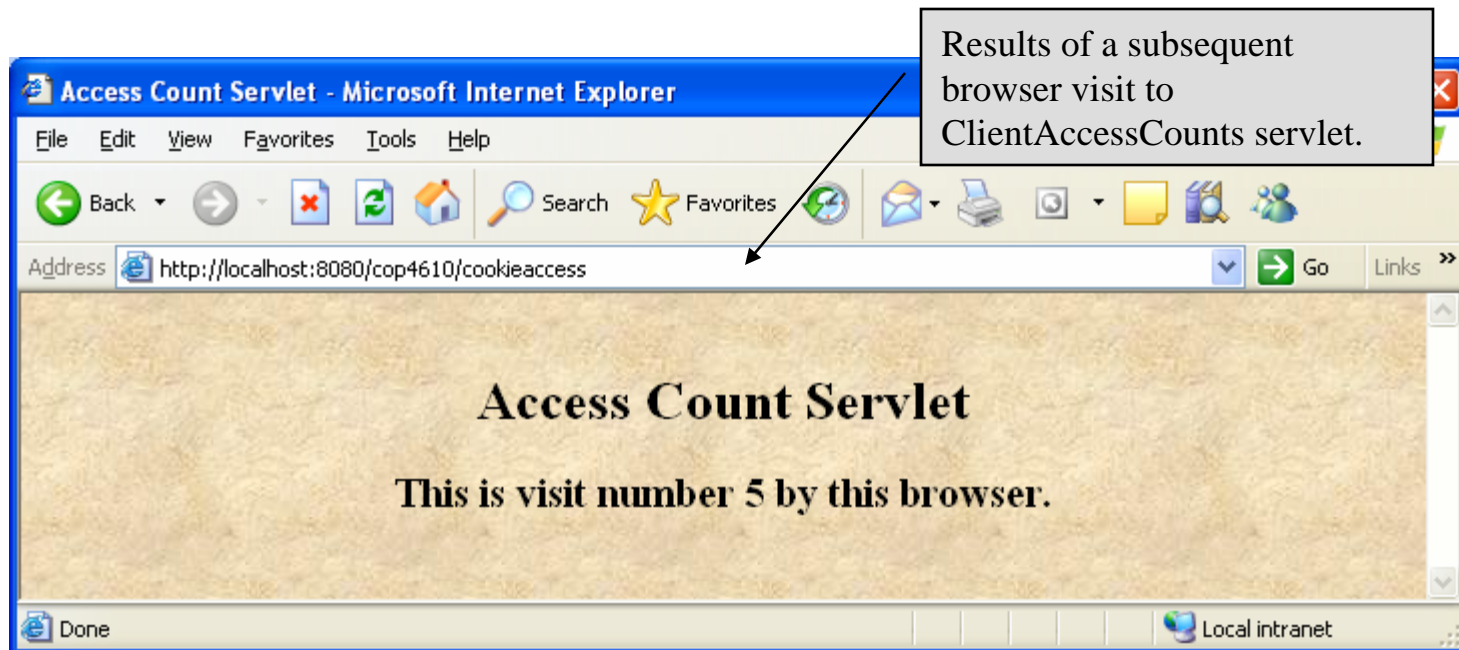 Results of a subsequent
browser visit to
ClientAccessCounts servlet.
Access Count Servlet - Microsoft Internet Explorer
File Edit View Favorites Tools Help
Back Search Favorites
Address http://localhost:8080/cop4610/cookieaccess Go Links »
Access Count Servlet
This is visit number 5 by this browser.
Done Local intranet